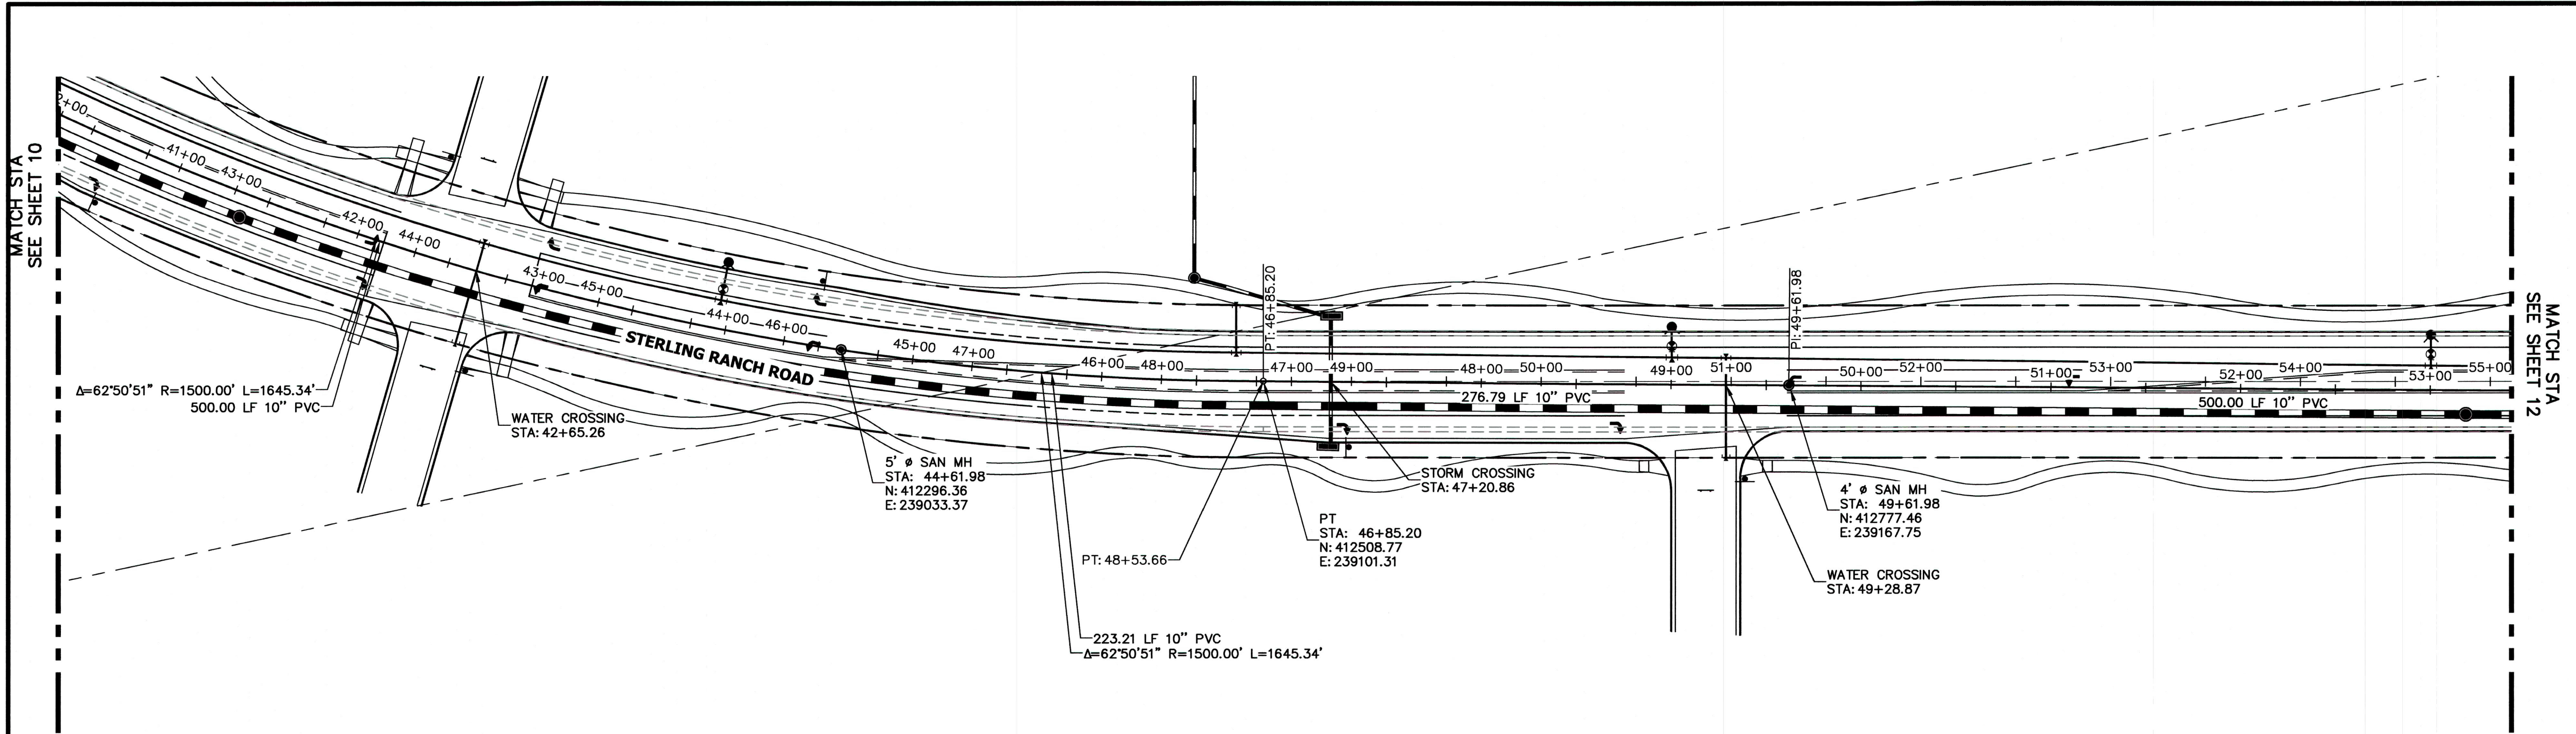 MATCH STA
SEE SHEET 10
2+00
41+00
43+00
42+00
44+00
43+00
45+00
44+00
46+00
45+00
47+00
46+00
48+00
47+00
49+00
48+00
50+00
49+00
51+00
50+00
52+00
51+00
53+00
52+00
54+00
53+00
55+00
STERLING RANCH ROAD
Δ=62°50'51" R=1500.00' L=1645.34'
500.00 LF 10" PVC
WATER CROSSING
STA: 42+65.26
5' ø SAN MH
STA: 44+61.98
N: 412296.36
E: 239033.37
PT: 46+85.20
PT: 48+53.66
PT
STA: 46+85.20
N: 412508.77
E: 239101.31
223.21 LF 10" PVC
Δ=62°50'51" R=1500.00' L=1645.34'
STORM CROSSING
STA: 47+20.86
276.79 LF 10" PVC
PI: 49+61.98
4' ø SAN MH
STA: 49+61.98
N: 412777.46
E: 239167.75
WATER CROSSING
STA: 49+28.87
500.00 LF 10" PVC
MATCH STA
SEE SHEET 12